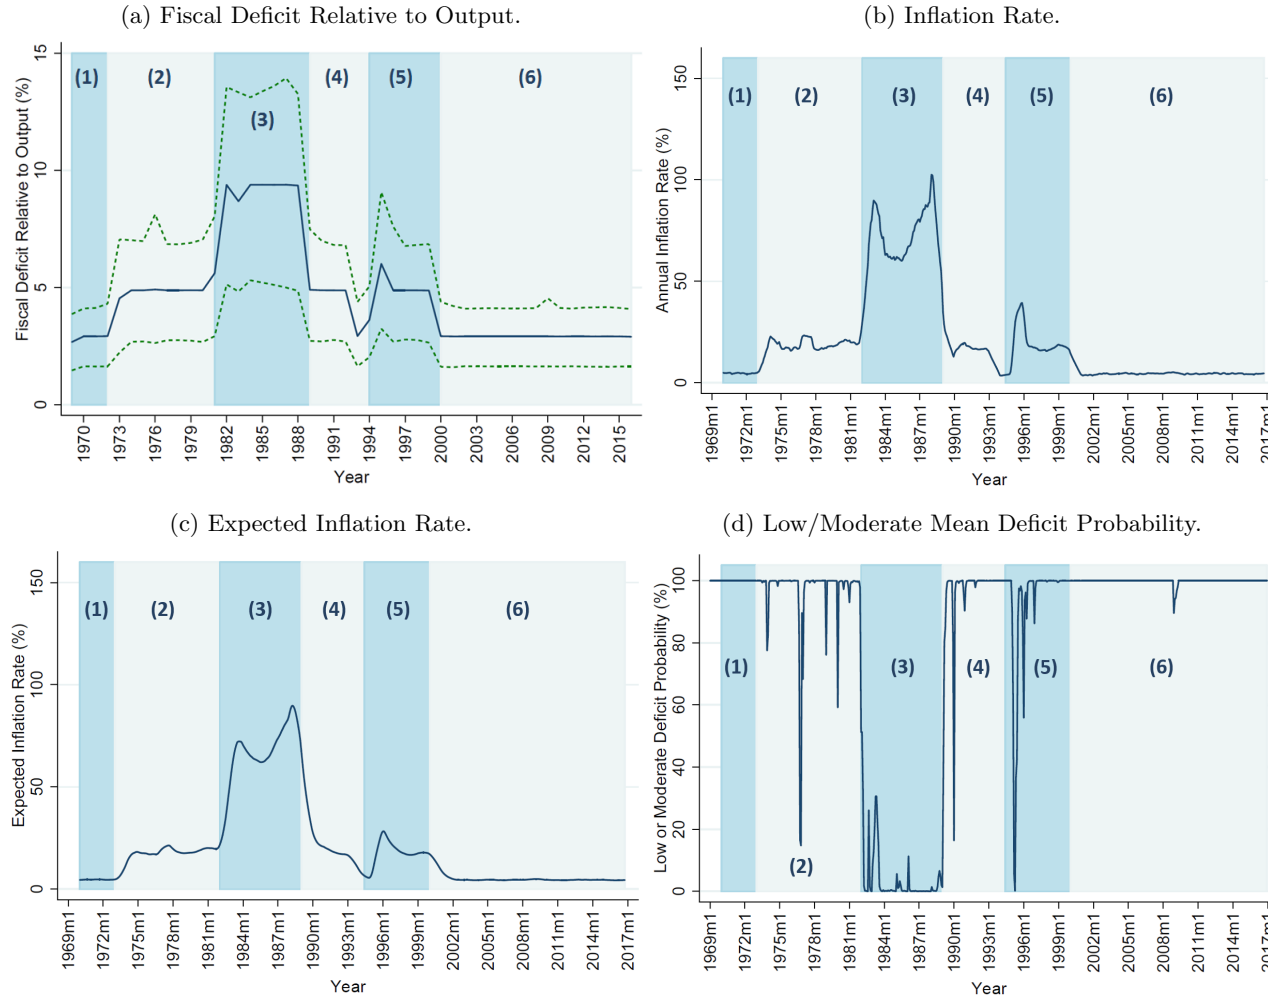 (a) Fiscal Deficit Relative to Output.
Fiscal Deficit Relative to Output (%)
15
10
5
0
(1)
(2)
(3)
(4)
(5)
(6)
1970
1973
1976
1979
1982
1985
1988
1991
1994
1997
2000
2003
2006
2009
2012
2015
Year
(b) Inflation Rate.
Annual Inflation Rate (%)
150
100
50
0
(1)
(2)
(3)
(4)
(5)
(6)
1969m1
1972m1
1975m1
1978m1
1981m1
1984m1
1987m1
1990m1
1993m1
1996m1
1999m1
2002m1
2005m1
2008m1
2011m1
2014m1
2017m1
Year
(c) Expected Inflation Rate.
Expected Inflation Rate (%)
150
100
50
0
(1)
(2)
(3)
(4)
(5)
(6)
1969m1
1972m1
1975m1
1978m1
1981m1
1984m1
1987m1
1990m1
1993m1
1996m1
1999m1
2002m1
2005m1
2008m1
2011m1
2014m1
2017m1
Year
(d) Low/Moderate Mean Deficit Probability.
Low or Moderate Deficit Probability (%)
100
80
60
40
20
0
(1)
(2)
(3)
(4)
(5)
(6)
1969m1
1972m1
1975m1
1978m1
1981m1
1984m1
1987m1
1990m1
1993m1
1996m1
1999m1
2002m1
2005m1
2008m1
2011m1
2014m1
2017m1
Year